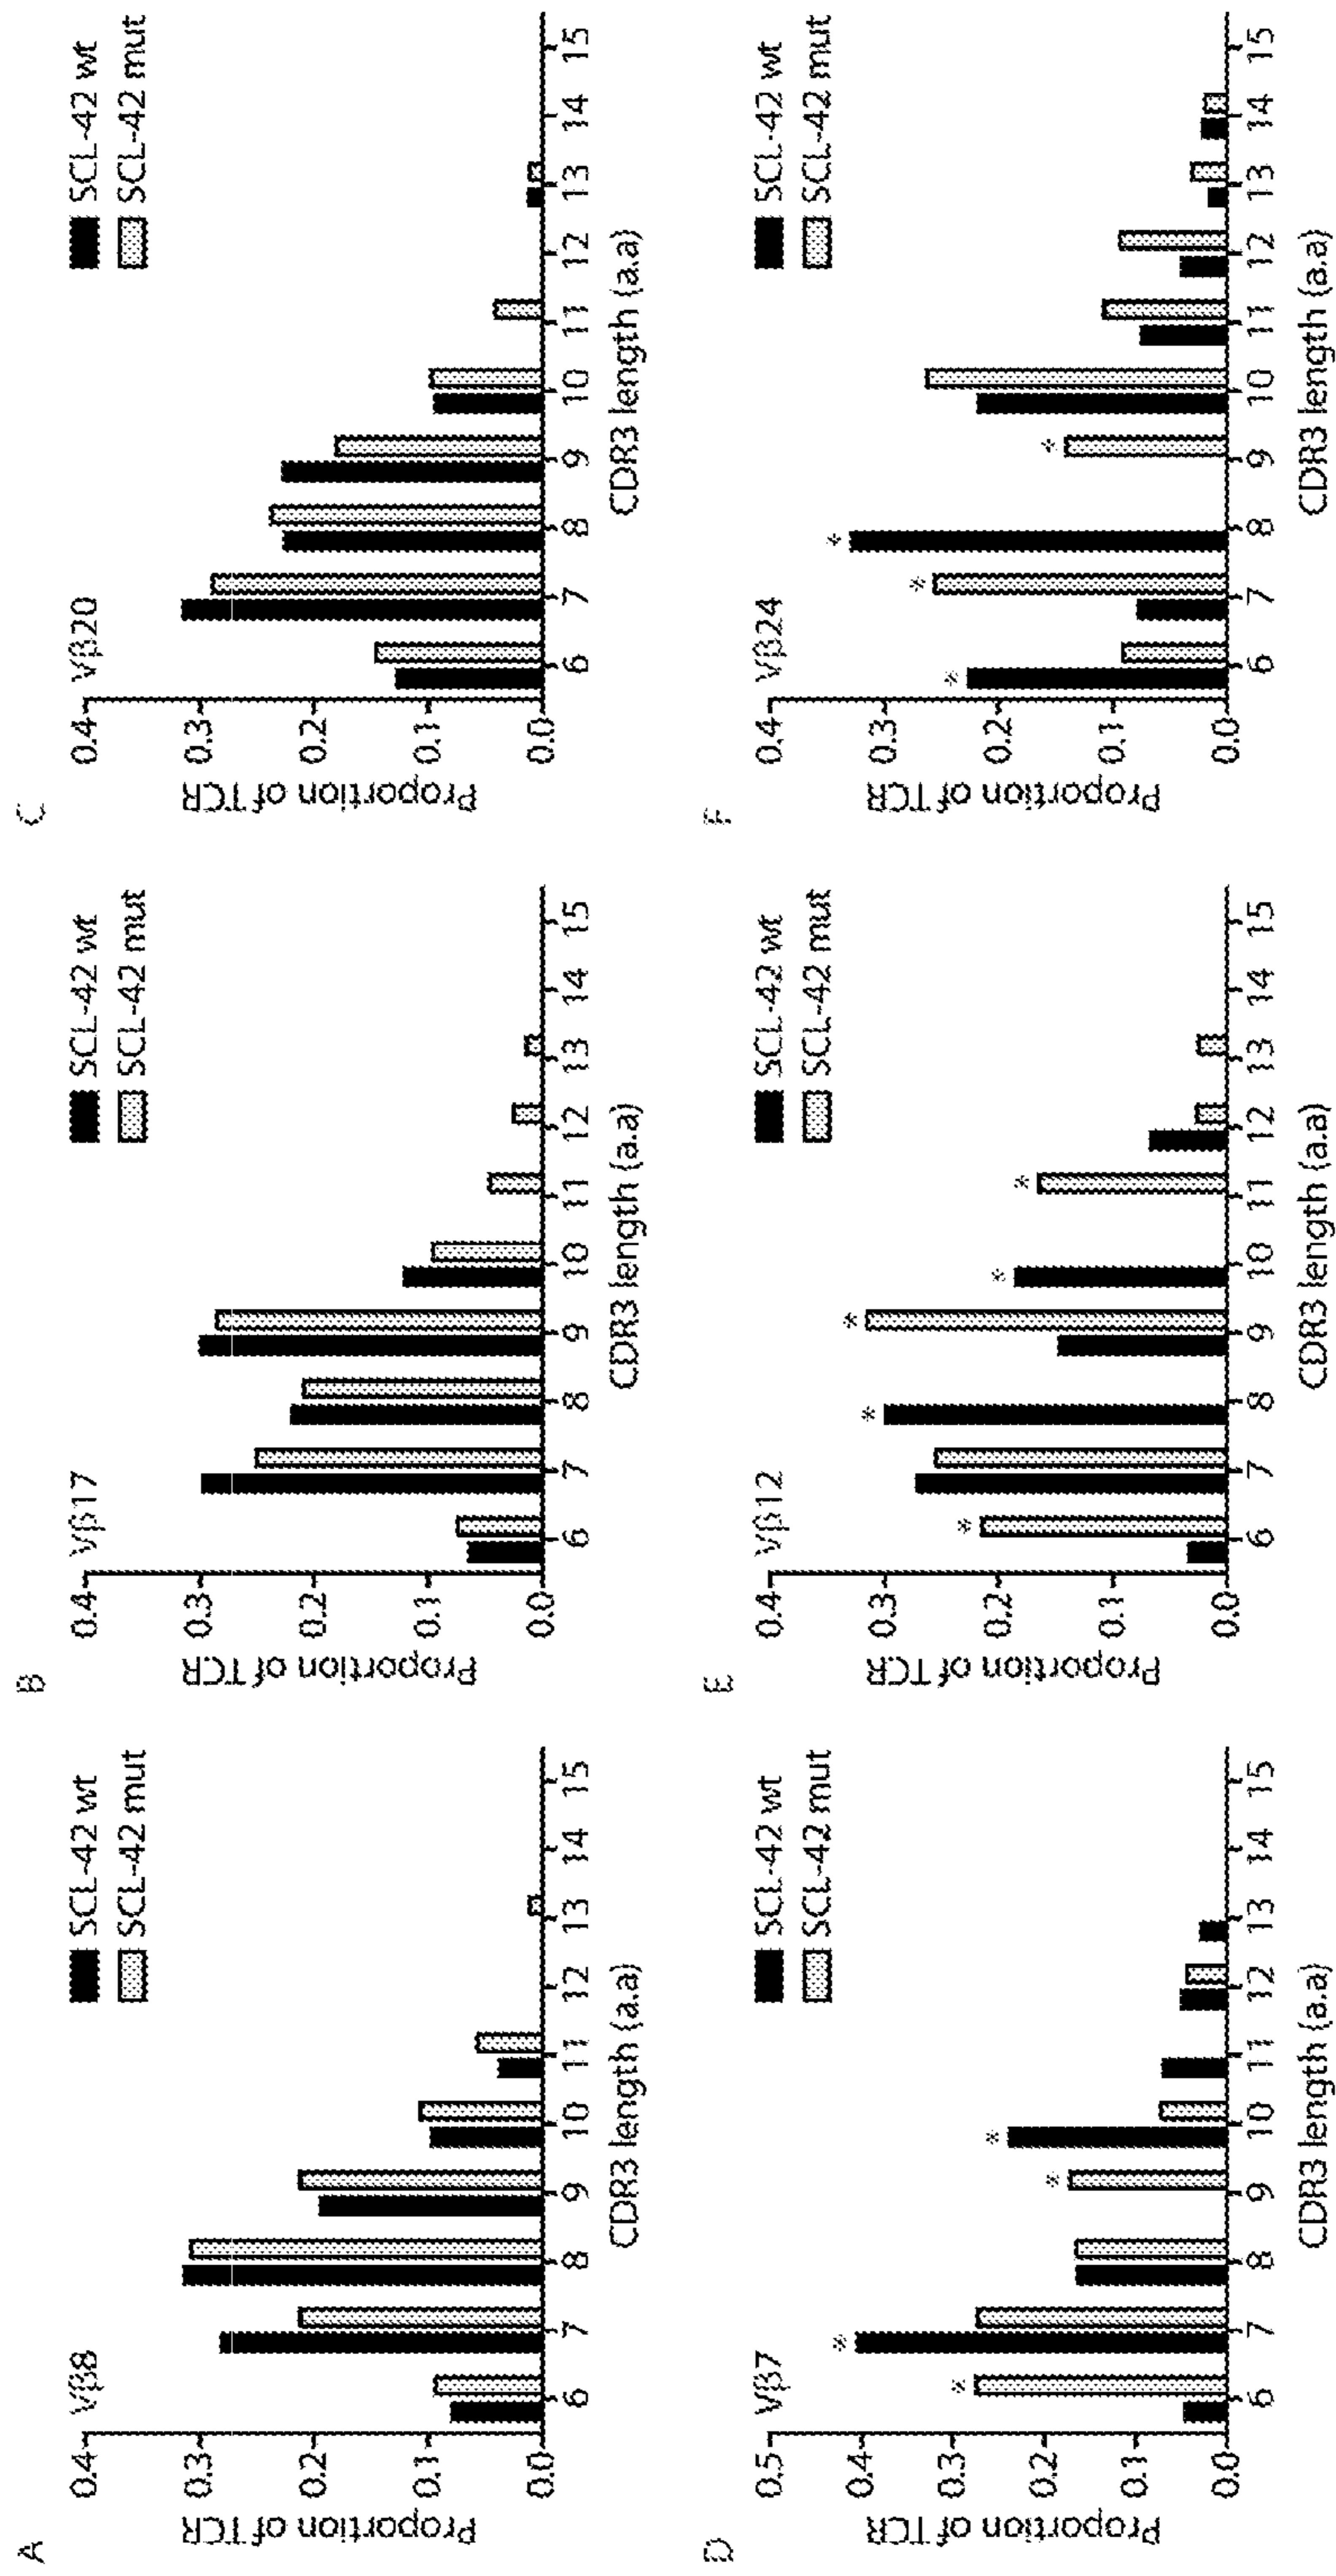 A
Vβ8
SCL-42 wt
SCL-42 mut
Proportion of TCR
0.4
0.3
0.2
0.1
0.0
6 7 8 9 10 11 12 13 14 15
CDR3 length (a.a)
B
Vβ17
SCL-42 wt
SCL-42 mut
Proportion of TCR
0.4
0.3
0.2
0.1
0.0
6 7 8 9 10 11 12 13 14 15
CDR3 length (a.a)
C
Vβ20
SCL-42 wt
SCL-42 mut
Proportion of TCR
0.4
0.3
0.2
0.1
0.0
6 7 8 9 10 11 12 13 14 15
CDR3 length (a.a)
D
Vβ7
SCL-42 wt
SCL-42 mut
Proportion of TCR
0.5
0.4
0.3
0.2
0.1
0.0
* * * *
6 7 8 9 10 11 12 13 14 15
CDR3 length (a.a)
E
Vβ12
SCL-42 wt
SCL-42 mut
Proportion of TCR
0.4
0.3
0.2
0.1
0.0
* * * * *
6 7 8 9 10 11 12 13 14 15
CDR3 length (a.a)
F
Vβ24
SCL-42 wt
SCL-42 mut
Proportion of TCR
0.4
0.3
0.2
0.1
0.0
* * * *
6 7 8 9 10 11 12 13 14 15
CDR3 length (a.a)